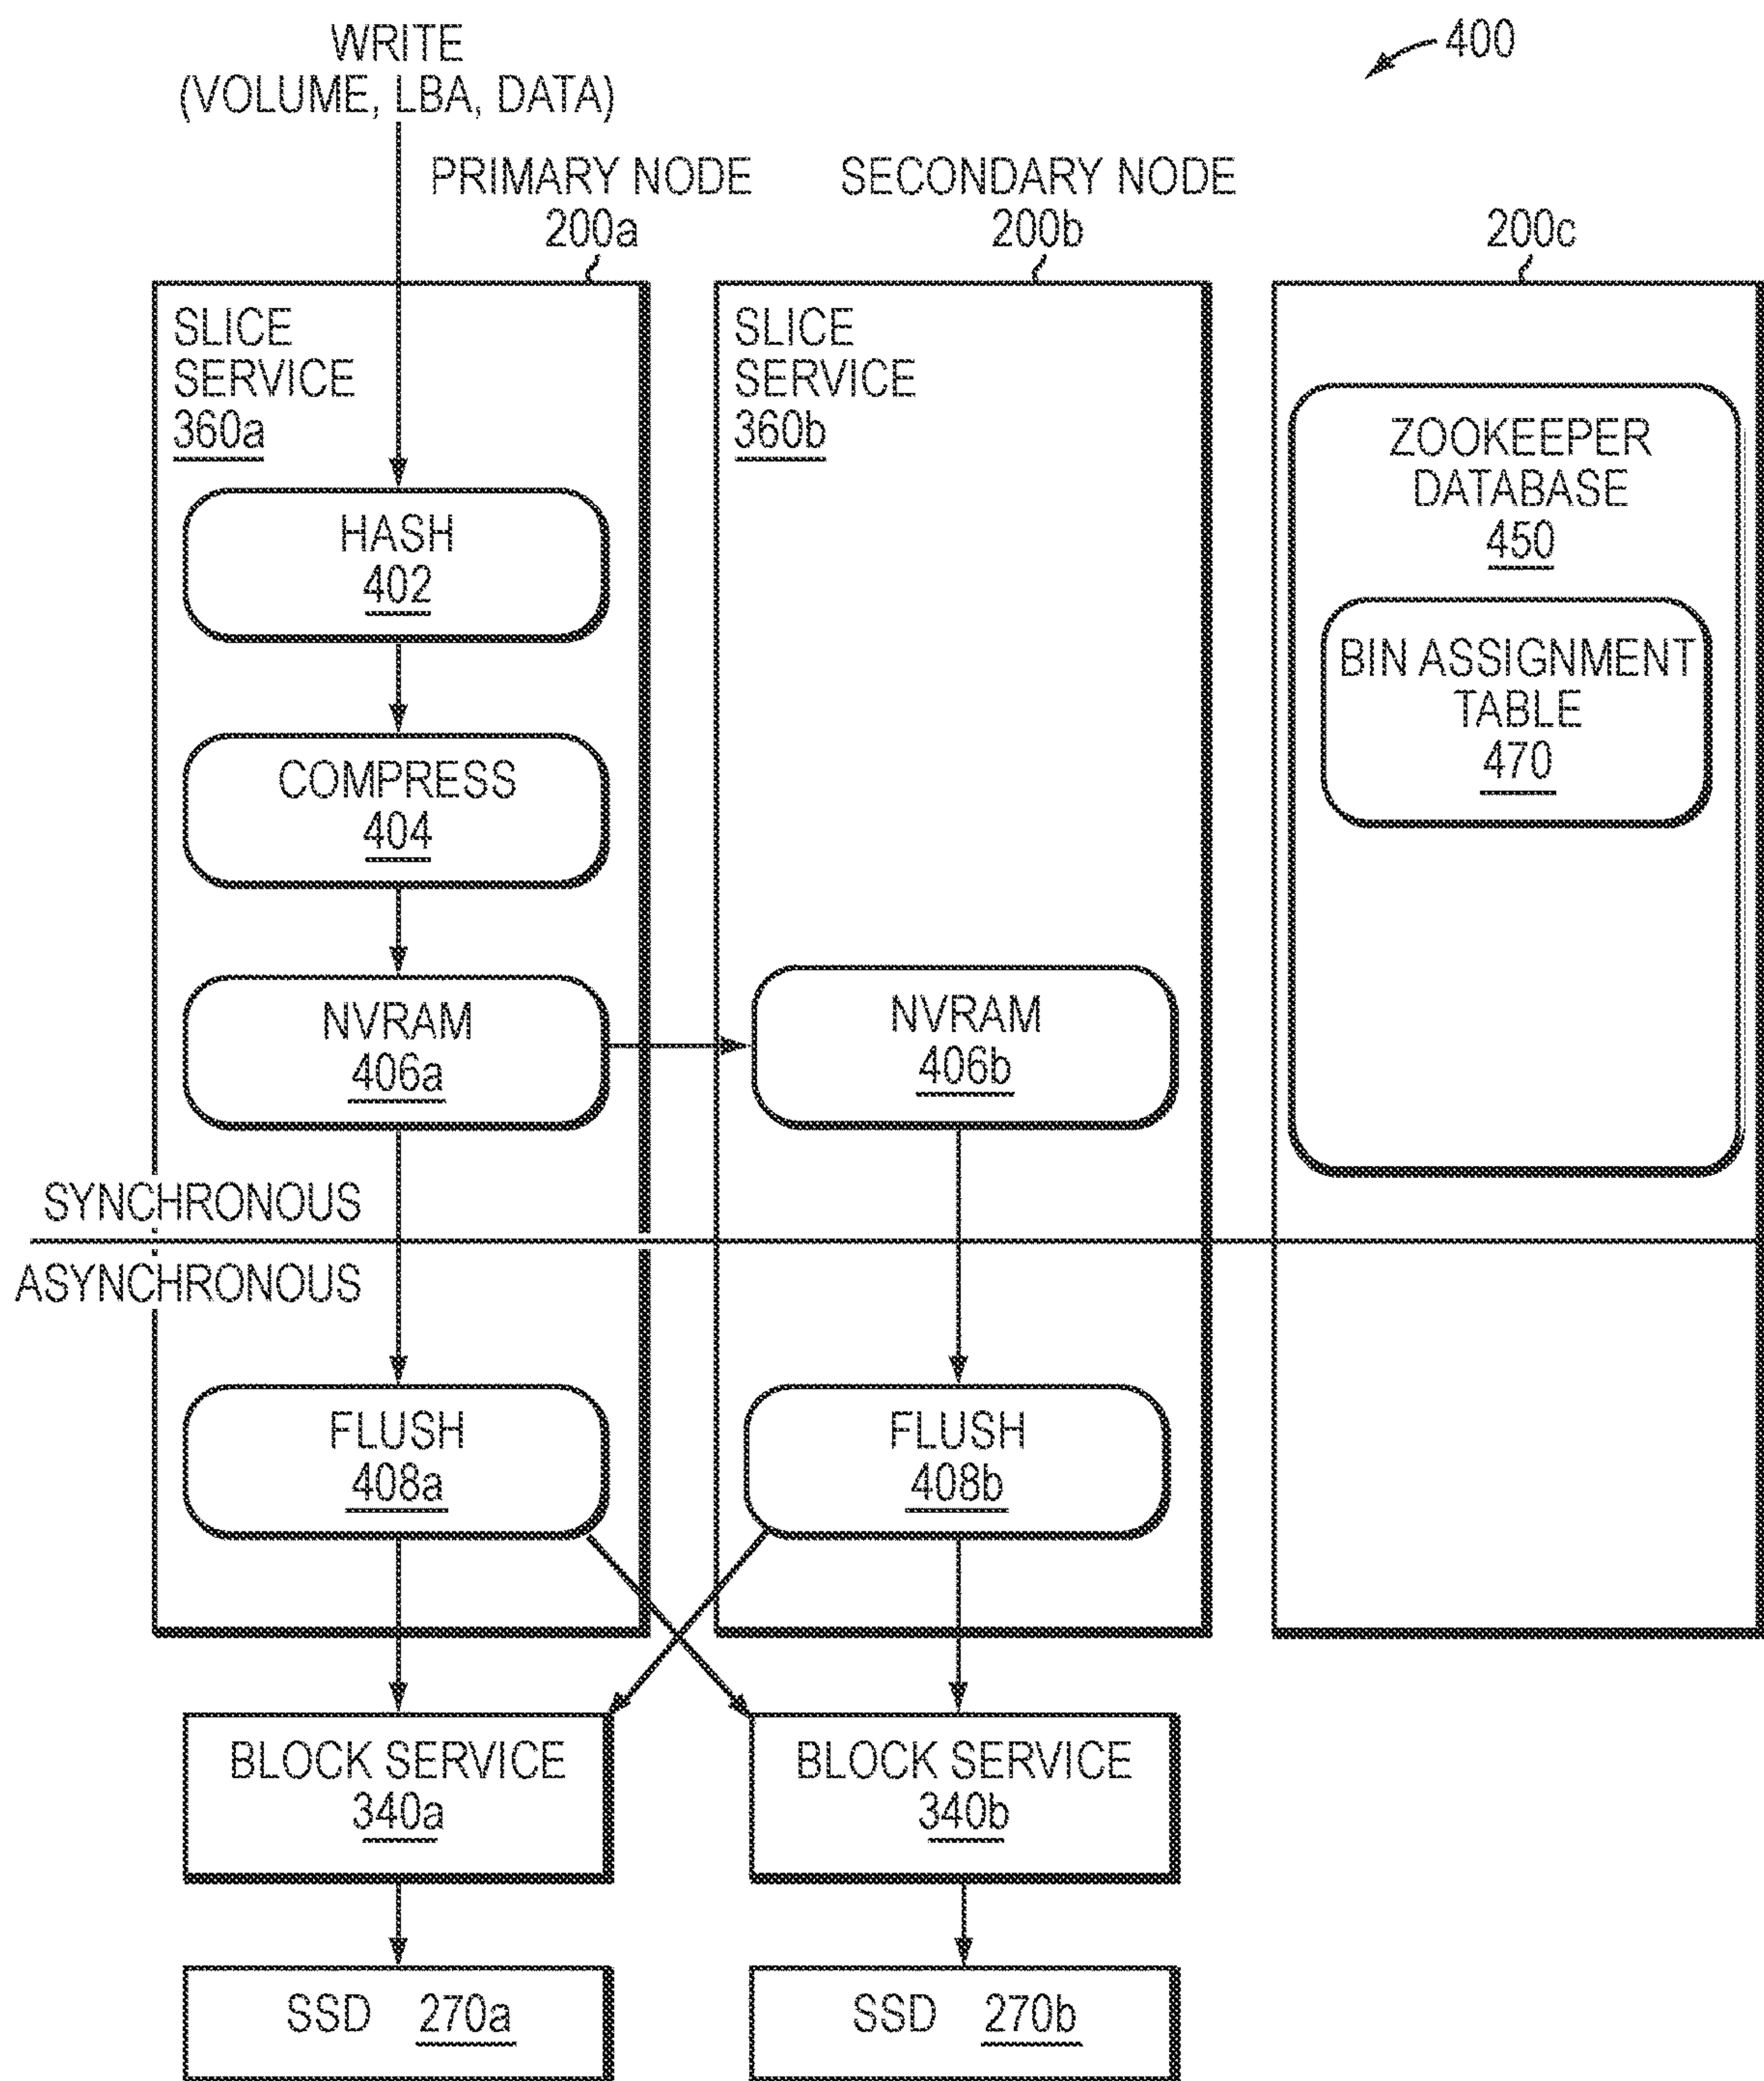 WRITE
(VOLUME, LBA, DATA)
400
PRIMARY NODE
200a
SECONDARY NODE
200b
200c
SLICE
SERVICE
360a
SLICE
SERVICE
360b
ZOOKEEPER
DATABASE
450
BIN ASSIGNMENT
TABLE
470
HASH
402
COMPRESS
404
NVRAM
406a
NVRAM
406b
SYNCHRONOUS
ASYNCHRONOUS
FLUSH
408a
FLUSH
408b
BLOCK SERVICE
340a
BLOCK SERVICE
340b
SSD 270a
SSD 270b